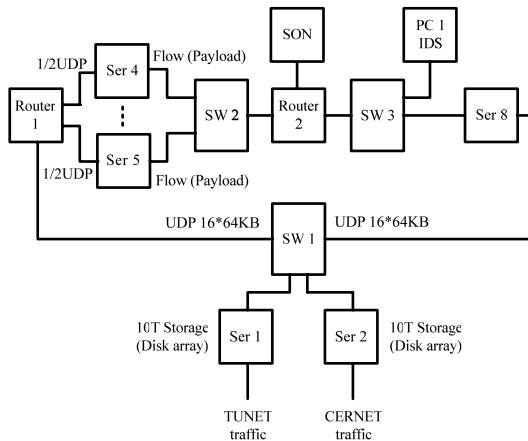 SON
PC 1
IDS
1/2UDP
Ser 4
Flow (Payload)
Router
1
SW 2
Router
2
SW 3
Ser 8
Ser 5
1/2UDP
Flow (Payload)
UDP 16*64KB
SW 1
UDP 16*64KB
10T Storage
(Disk array)
Ser 1
Ser 2
10T Storage
(Disk array)
TUNET
traffic
CERNET
traffic